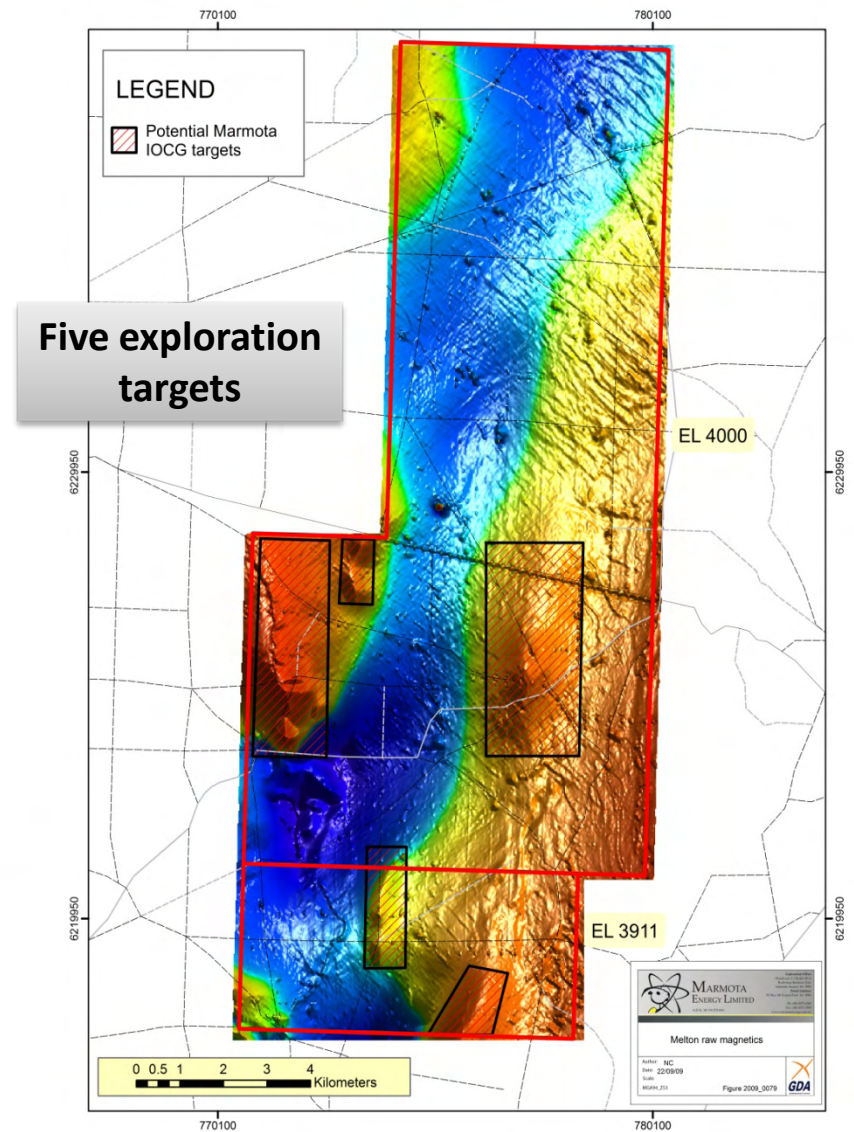 770100
780100
LEGEND
Potential Marmota
IOCG targets
Five exploration
targets
EL 4000
6229950
6229950
6219950
6219950
EL 3911
MARMOTA
ENERGY LIMITED
Melton raw magnetics
Author: NC
Date: 22/09/09
Scale:
Figure 2009_0079
GDA
0 0.5 1 2 3 4
Kilometers
770100
780100